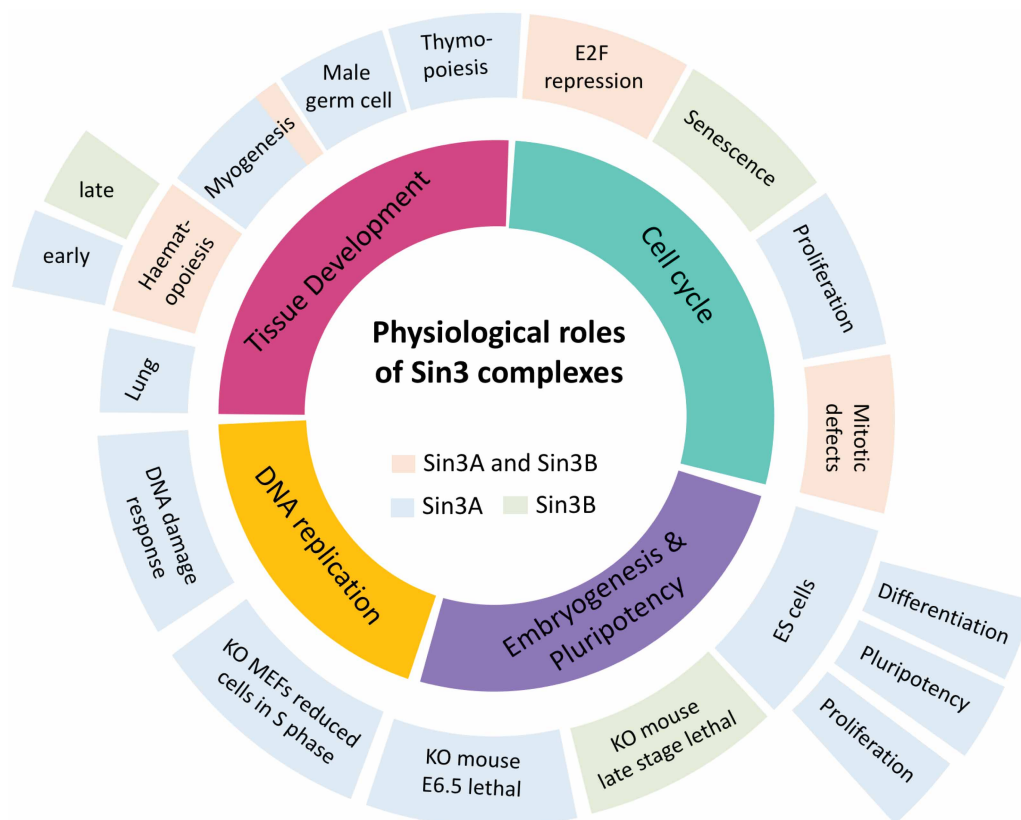 Thymo-
poiesis
E2F
repression
Senescence
Proliferation
Mitotic
defects
ES cells
Differentiation
Pluripotency
Proliferation
KO mouse
late stage lethal
KO mouse
E6.5 lethal
KO MEFs reduced
cells in S phase
DNA damage
response
Lung
Haemat-
opoiesis
early
late
Myogenesis
Male
germ cell
Tissue Development
Cell cycle
Embryogenesis &
Pluripotency
DNA replication
Physiological roles
of Sin3 complexes
Sin3A and Sin3B
Sin3A Sin3B